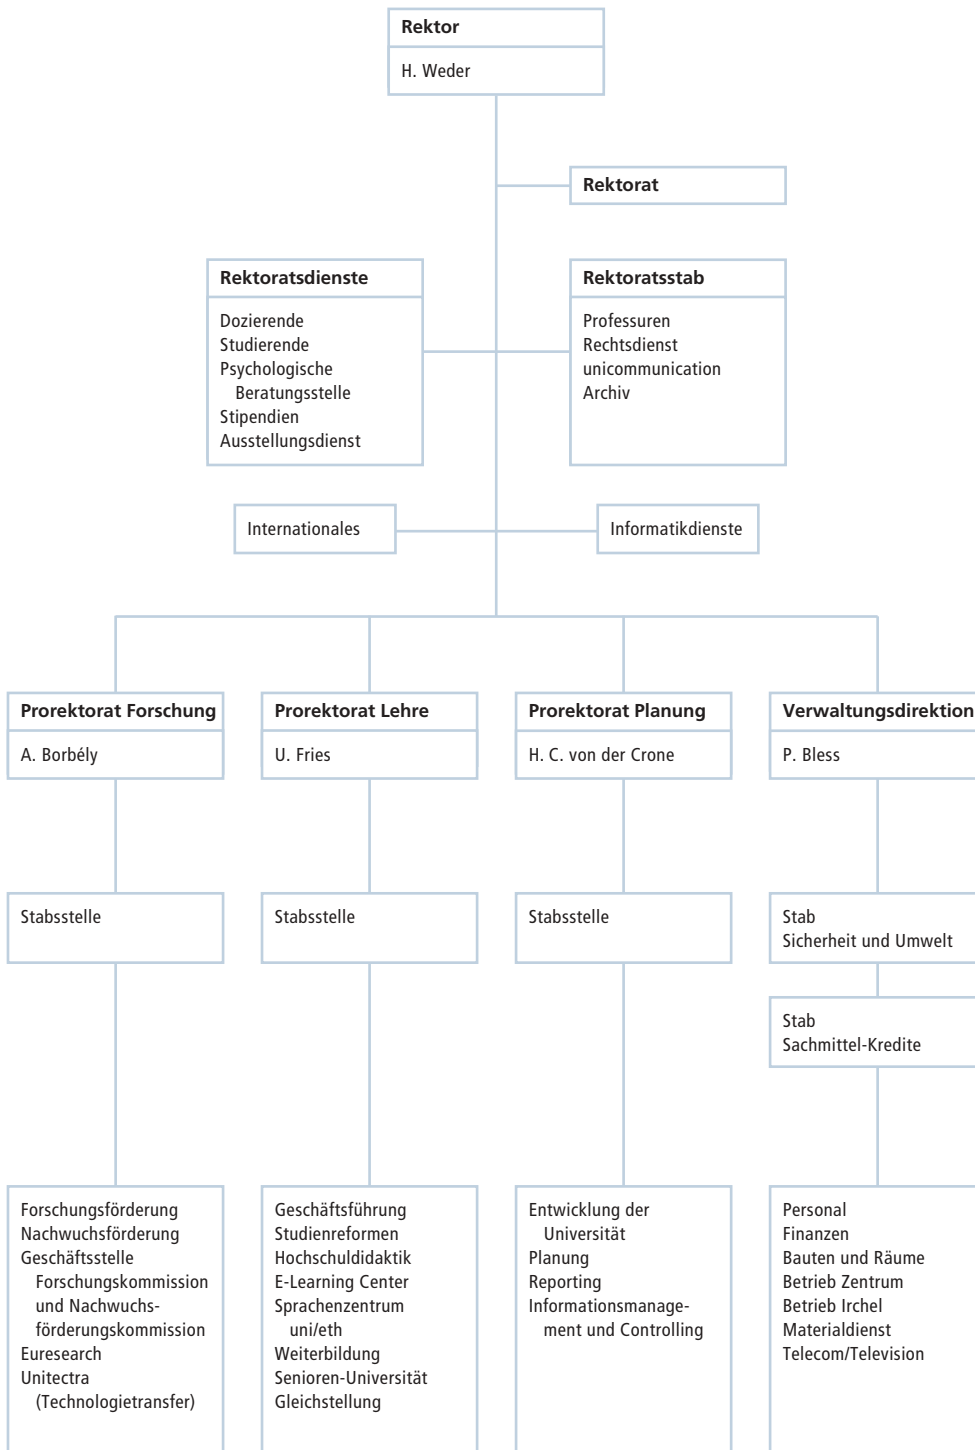 Rektor
H. Weder
Rektorat
Rektoratsdienste
Dozierende
Studierende
Psychologische
Beratungsstelle
Stipendien
Ausstellungsdienst
Rektoratsstab
Professuren
Rechtsdienst
unicommunication
Archiv
Internationales
Informatikdienste
Prorektorat Forschung
A. Borbély
Stabsstelle
Forschungsförderung
Nachwuchsförderung
Geschäftsstelle
Forschungskommission
und Nachwuchs-
förderungskommission
Euresearch
Unitectra
(Technologietransfer)
Prorektorat Lehre
U. Fries
Stabsstelle
Geschäftsführung
Studienreformen
Hochschuldidaktik
E-Learning Center
Sprachenzentrum
uni/eth
Weiterbildung
Senioren-Universität
Gleichstellung
Prorektorat Planung
H. C. von der Crone
Stabsstelle
Entwicklung der
Universität
Planung
Reporting
Informationsmanage-
ment und Controlling
Verwaltungsdirektion
P. Bless
Stab
Sicherheit und Umwelt
Stab
Sachmittel-Kredite
Personal
Finanzen
Bauten und Räume
Betrieb Zentrum
Betrieb Irchel
Materialdienst
Telecom/Television